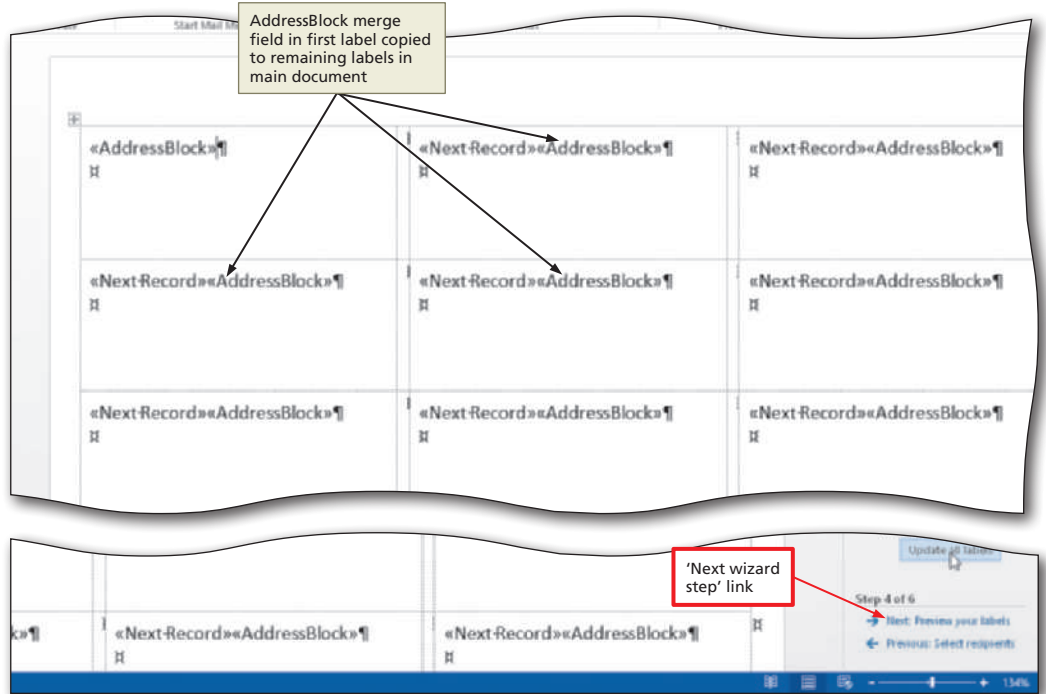 Start Mail Me
AddressBlock merge
field in first label copied
to remaining labels in
main document
«AddressBlock»¶
¤
«Next·Record»«AddressBlock»¶
¤
«Next·Record»«AddressBlock»¶
¤
«Next·Record»«AddressBlock»¶
¤
«Next·Record»«AddressBlock»¶
¤
«Next·Record»«AddressBlock»¶
¤
«Next·Record»«AddressBlock»¶
¤
«Next·Record»«AddressBlock»¶
¤
«Next·Record»«AddressBlock»¶
¤
‘Next wizard
step’ link
Update all labels
Step 4 of 6
Next: Preview your labels
Previous: Select recipients
k»¶
«Next·Record»«AddressBlock»¶
¤
«Next·Record»«AddressBlock»¶
¤
¤
134%